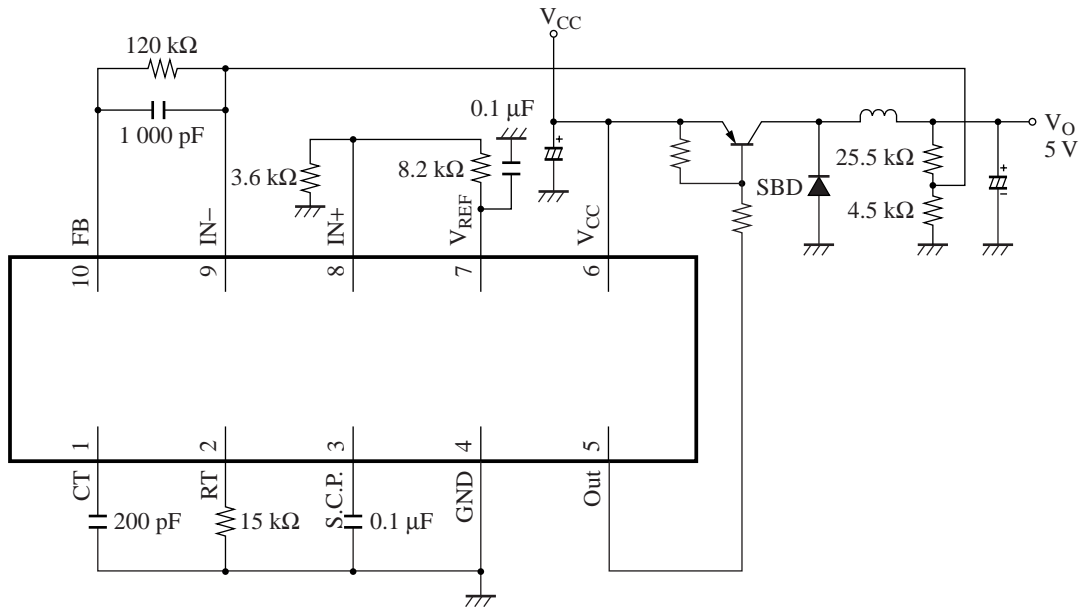 V_CC
120 kΩ
1 000 pF
0.1 µF
3.6 kΩ
8.2 kΩ
SBD
25.5 kΩ
4.5 kΩ
V_O
5 V
FB
IN−
IN+
V_REF
V_CC
10
9
8
7
6
1
2
3
4
5
CT
RT
S.C.P.
GND
Out
200 pF
15 kΩ
0.1 µF